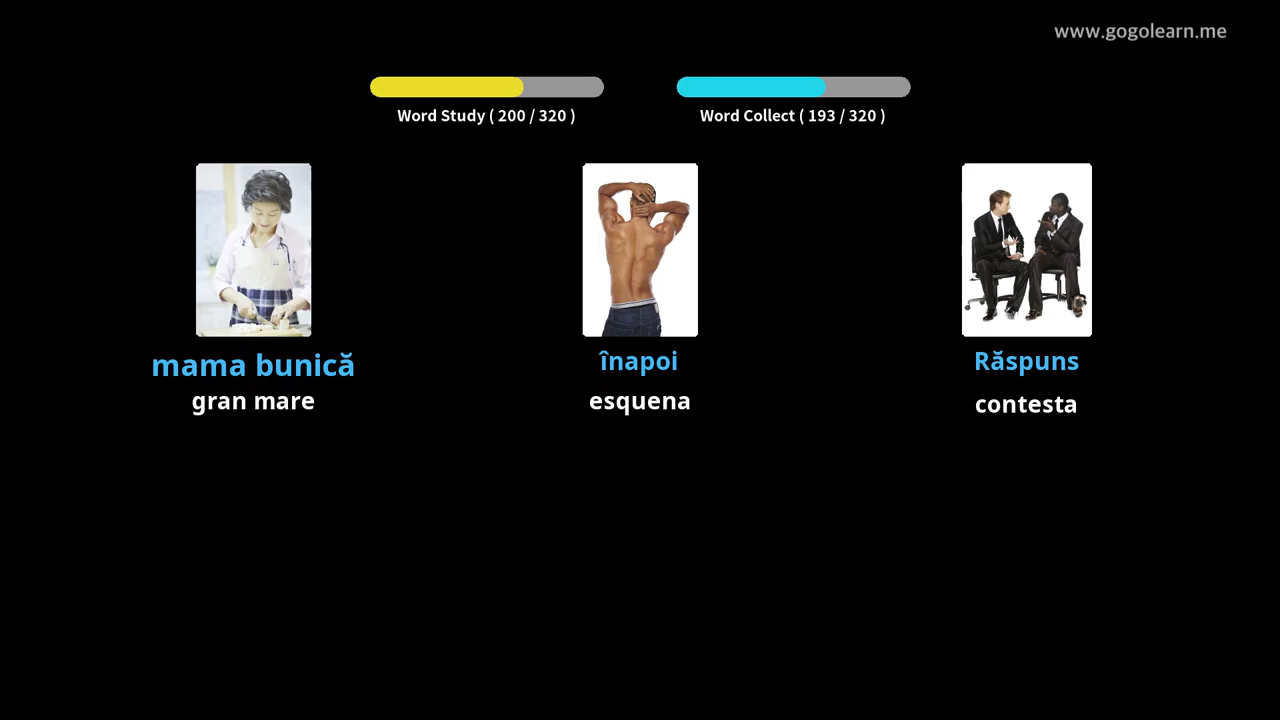 www.gogolearn.me
Word Study ( 200 / 320 )
Word Collect ( 193 / 320 )
mama bunică
gran mare
înapoi
esquena
Răspuns
contesta